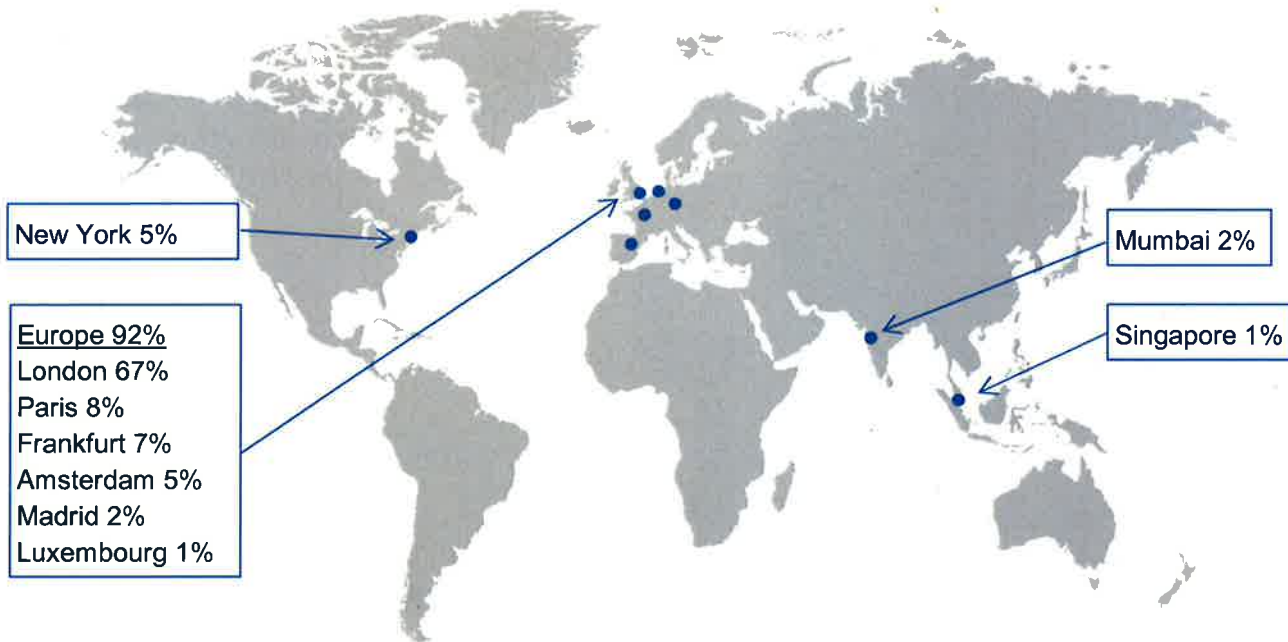 New York 5%
Europe 92%
London 67%
Paris 8%
Frankfurt 7%
Amsterdam 5%
Madrid 2%
Luxembourg 1%
Mumbai 2%
Singapore 1%